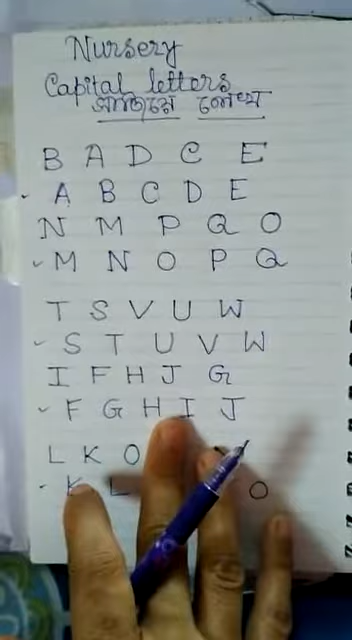 Nursery
Capital letters
সাজিয়ে লেখো
B A D C E
A B C D E
N M P Q O
M N O P Q
T S V U W
S T U V W
I F H J G
F G H I J
L K O
K L O